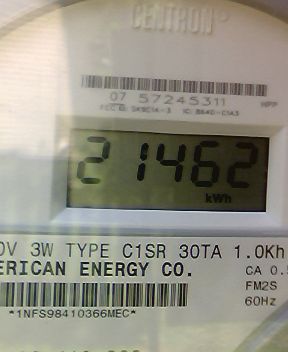 CENTRON®
07 57245311 HPP
21462
kWh
3W TYPE C1SR 30TA 1.0Kh
ERICAN ENERGY CO.
CA 0.5
FM2S
60Hz
*1NFS98410366MEC*